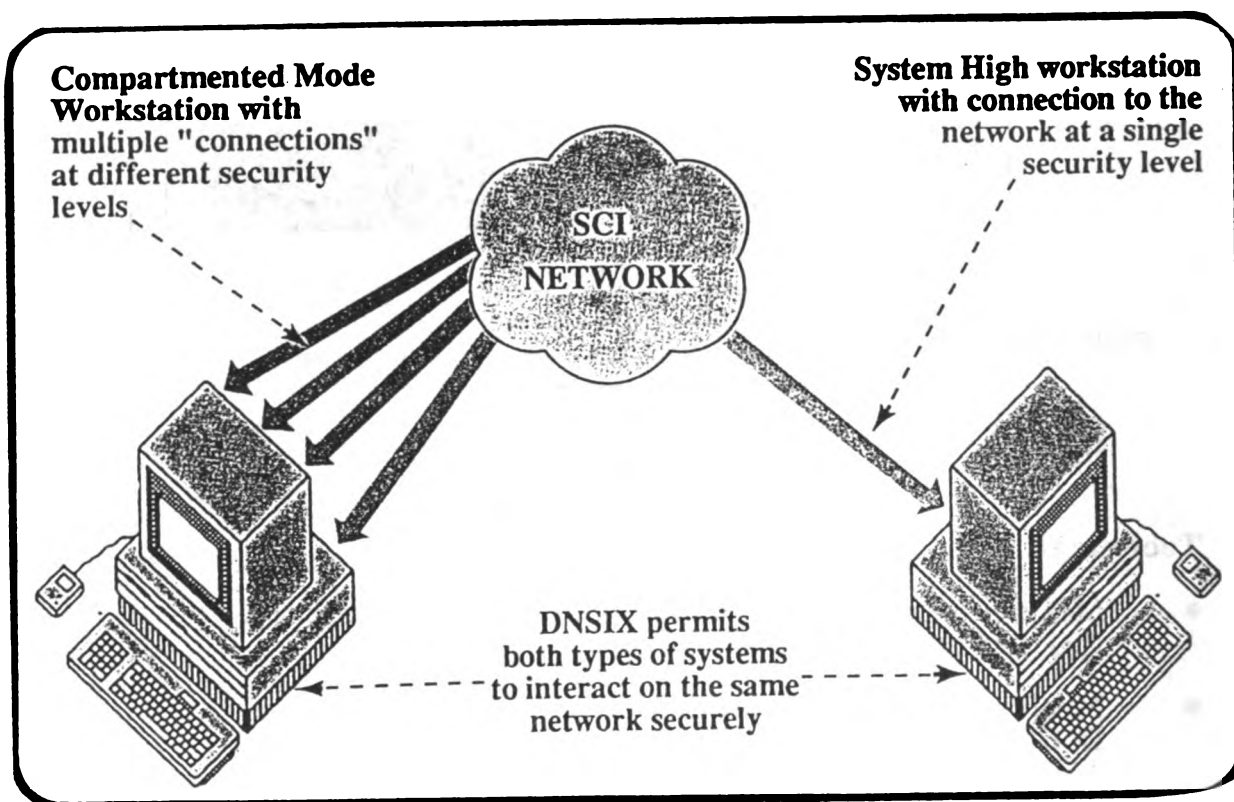 Compartmented Mode
Workstation with
multiple "connections"
at different security
levels
System High workstation
with connection to the
network at a single
security level
SCI
NETWORK
DNSIX permits
both types of systems
to interact on the same
network securely